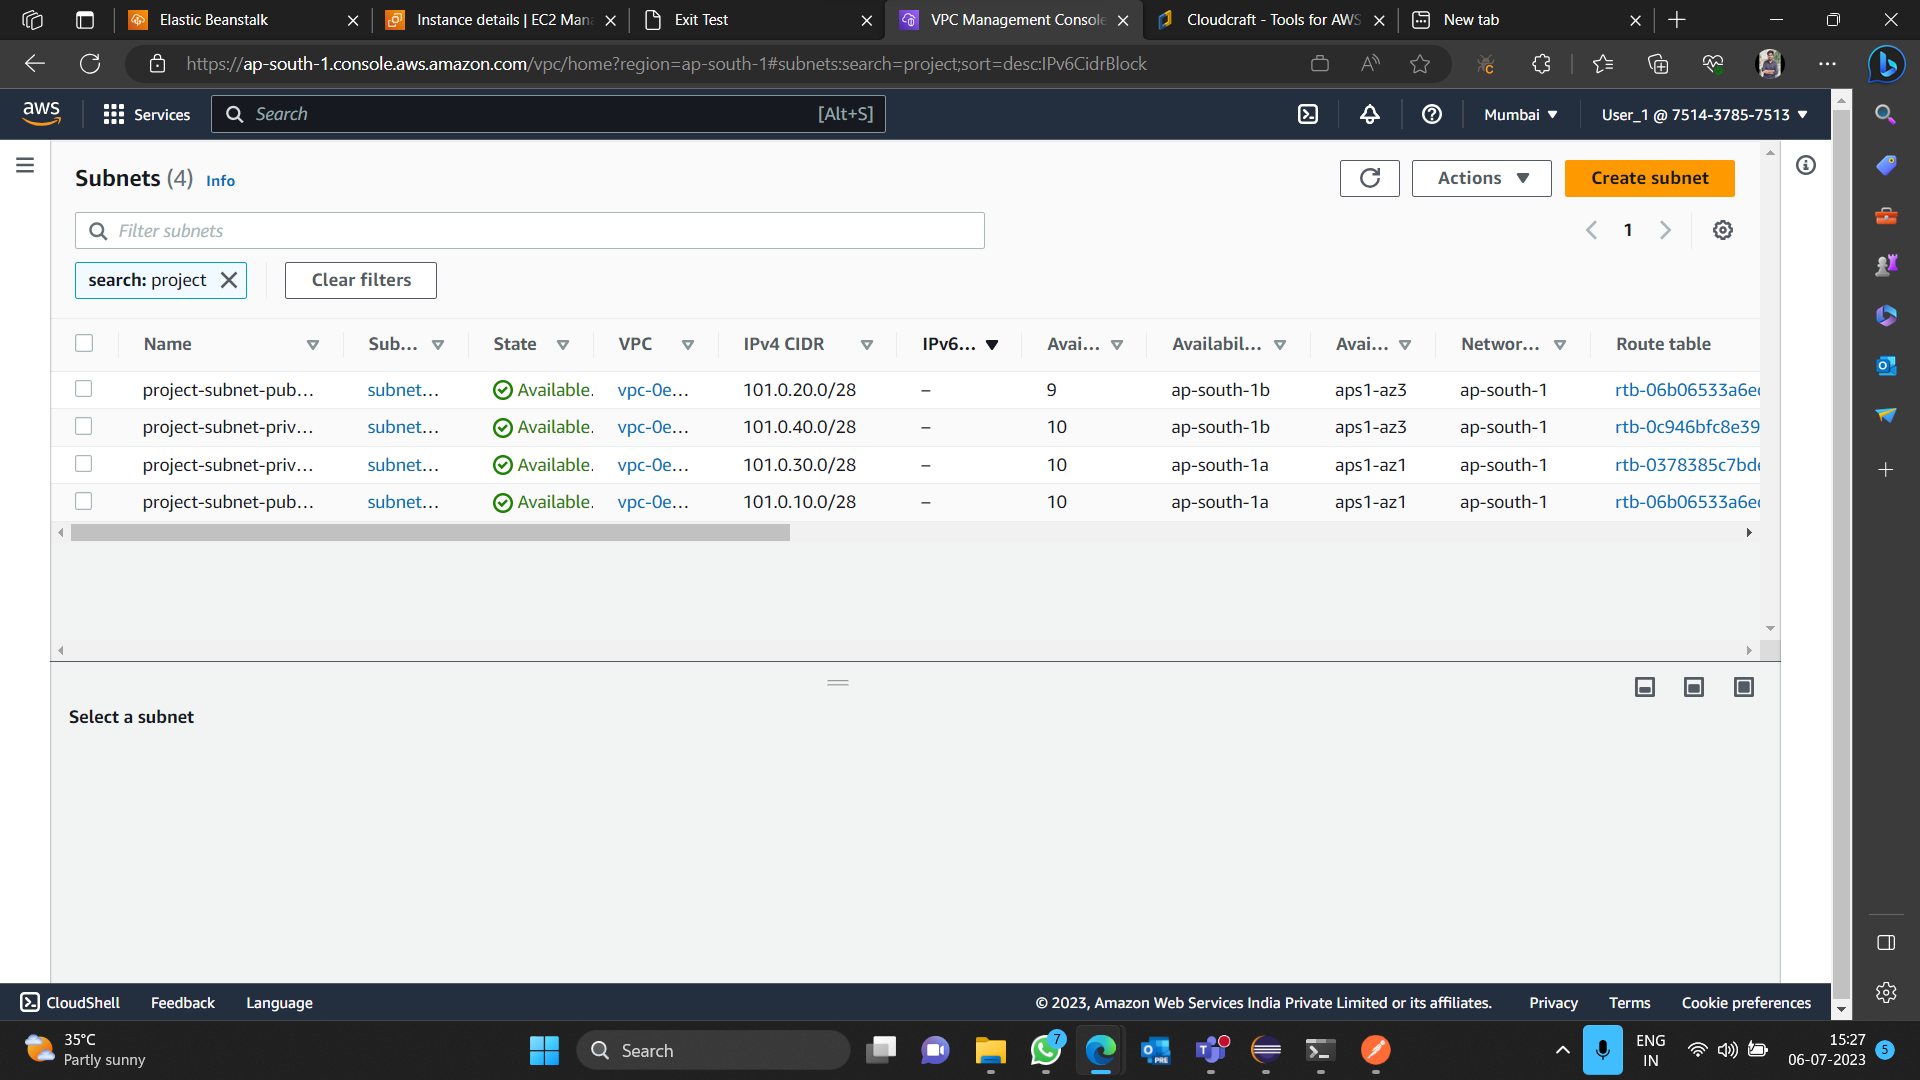 Elastic Beanstalk
Instance details | EC2 Man
Exit Test
VPC Management Console
Cloudcraft - Tools for AWS
New tab
https://ap-south-1.console.aws.amazon.com/vpc/home?region=ap-south-1#subnets:search=project;sort=desc:IPv6CidrBlock
aws
Services
Search
[Alt+S]
Mumbai
User_1 @ 7514-3785-7513
Subnets (4) Info
Actions
Create subnet
Filter subnets
1
search: project
Clear filters
Name Sub... State VPC IPv4 CIDR IPv6... Avai... Availabil... Avai... Networ... Route table
project-subnet-pub... subnet... Available. vpc-0e... 101.0.20.0/28 – 9 ap-south-1b aps1-az3 ap-south-1 rtb-06b06533a6e
project-subnet-priv... subnet... Available. vpc-0e... 101.0.40.0/28 – 10 ap-south-1b aps1-az3 ap-south-1 rtb-0c946bfc8e39
project-subnet-priv... subnet... Available. vpc-0e... 101.0.30.0/28 – 10 ap-south-1a aps1-az1 ap-south-1 rtb-0378385c7bd
project-subnet-pub... subnet... Available. vpc-0e... 101.0.10.0/28 – 10 ap-south-1a aps1-az1 ap-south-1 rtb-06b06533a6e
Select a subnet
CloudShell
Feedback
Language
© 2023, Amazon Web Services India Private Limited or its affiliates.
Privacy
Terms
Cookie preferences
35°C
Partly sunny
Search
7
PRE
ENG
IN
15:27
06-07-2023
5